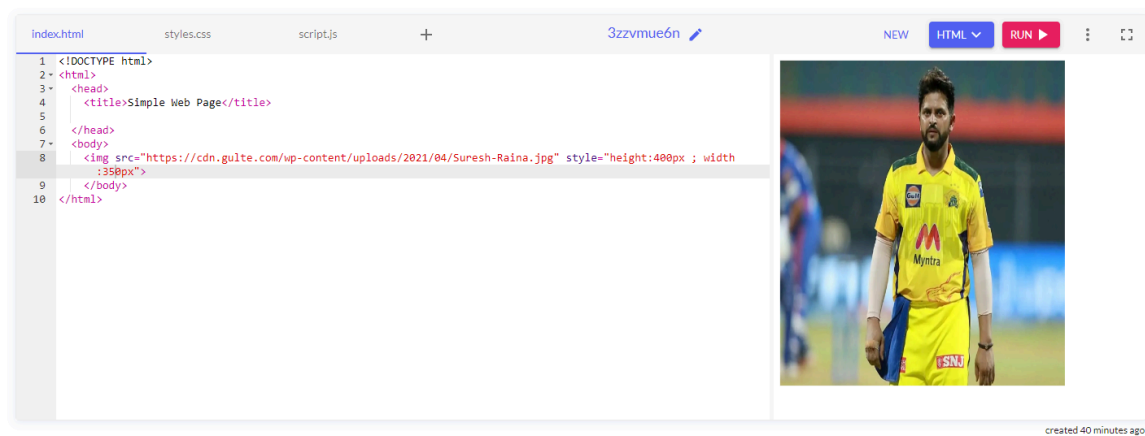 index.html styles.css script.js + 3zzvmue6n NEW HTML RUN
1 <!DOCTYPE html>
2 <html>
3 <head>
4 <title>Simple Web Page</title>
5
6 </head>
7 <body>
8 <img src="https://cdn.gulte.com/wp-content/uploads/2021/04/Suresh-Raina.jpg" style="height:400px ; width
:350px">
9 </body>
10 </html>
Gulf
Myntra
SNJ
created 40 minutes ago